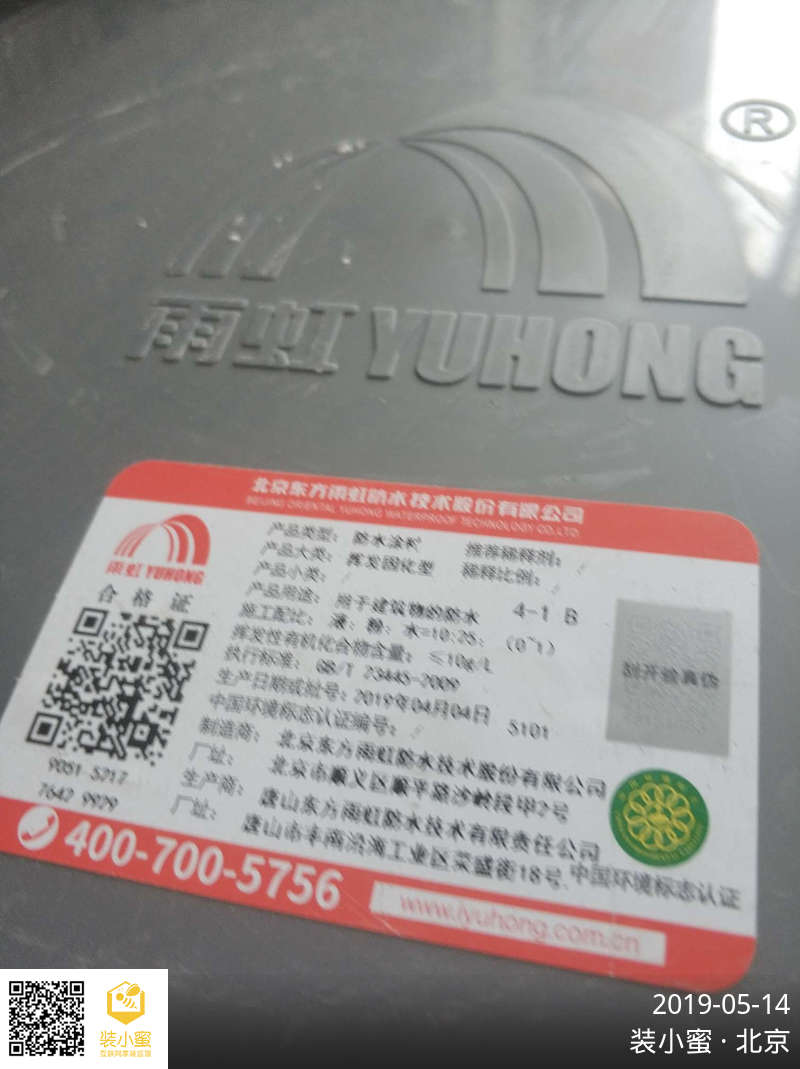 ®
雨虹 YUHONG
北京东方雨虹防水技术股份有限公司
BEIJING ORIENTAL YUHONG WATERPROOF TECHNOLOGY CO.LTD.
雨虹 YUHONG
合格证
9051 5217
7642 9929
产品类型: 防水涂料 推荐稀释剂: /
产品大类: 挥发固化型 稀释比例: /
产品小类: /
产品用途: 用于建筑物的防水 4-1 B
施工配比: 液:粉:水=10:25:(0~1)
挥发性有机化合物含量: ≤10g/L
执行标准: GB/T 23445-2009
生产日期或批号: 2019年04月04日 5101
中国环境标志认证编号: //
制造商: 北京东方雨虹防水技术股份有限公司
厂址: 北京市顺义区顺平路沙岭段甲2号
生产商: 唐山东方雨虹防水技术有限责任公司
厂址: 唐山市丰南沿海工业区荣盛街18号.
刮开验真伪
中国环境标志认证
400-700-5756
www.yuhong.com.cn
装小蜜
2019-05-14
装小蜜·北京